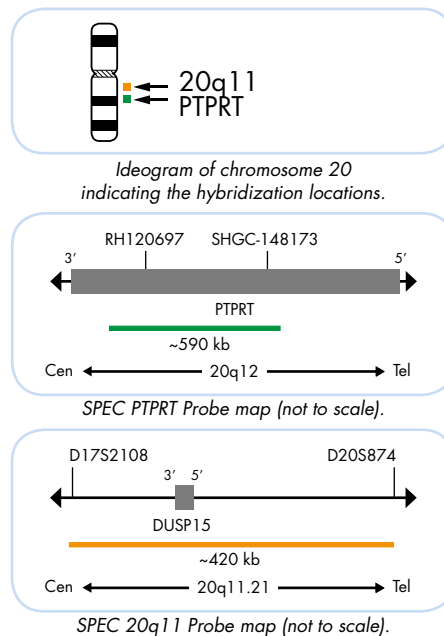 20q11
PTPRT
Ideogram of chromosome 20
indicating the hybridization locations.
RH120697 SHGC-148173
3’ 5’
PTPRT
~590 kb
Cen 20q12 Tel
SPEC PTPRT Probe map (not to scale).
D17S2108 D20S874
3’ 5’
DUSP15
~420 kb
Cen 20q11.21 Tel
SPEC 20q11 Probe map (not to scale).